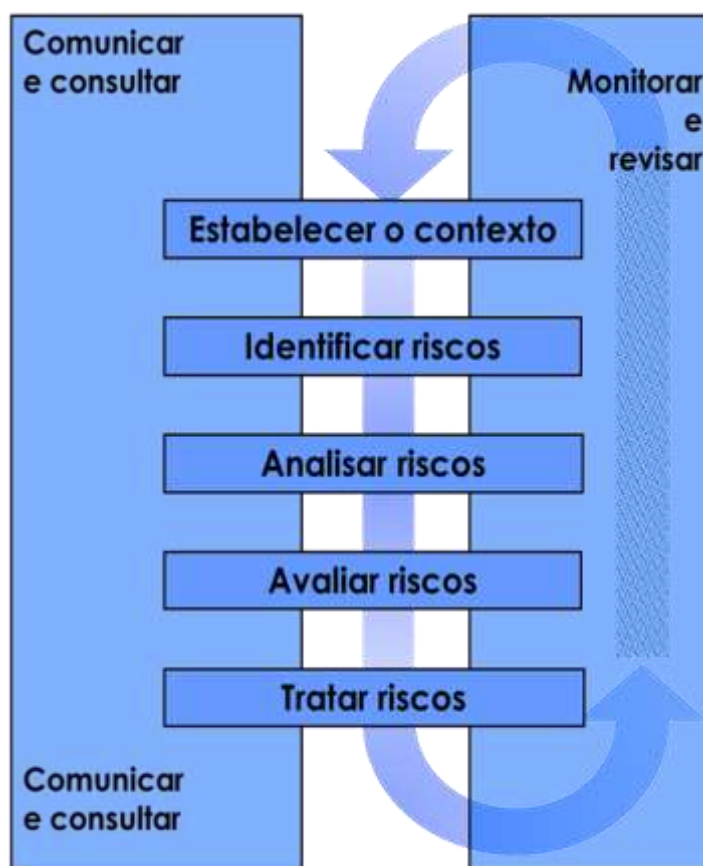 Comunicar
e consultar
Monitorar
e
revisar
Estabelecer o contexto
Identificar riscos
Analisar riscos
Avaliar riscos
Tratar riscos
Comunicar
e consultar